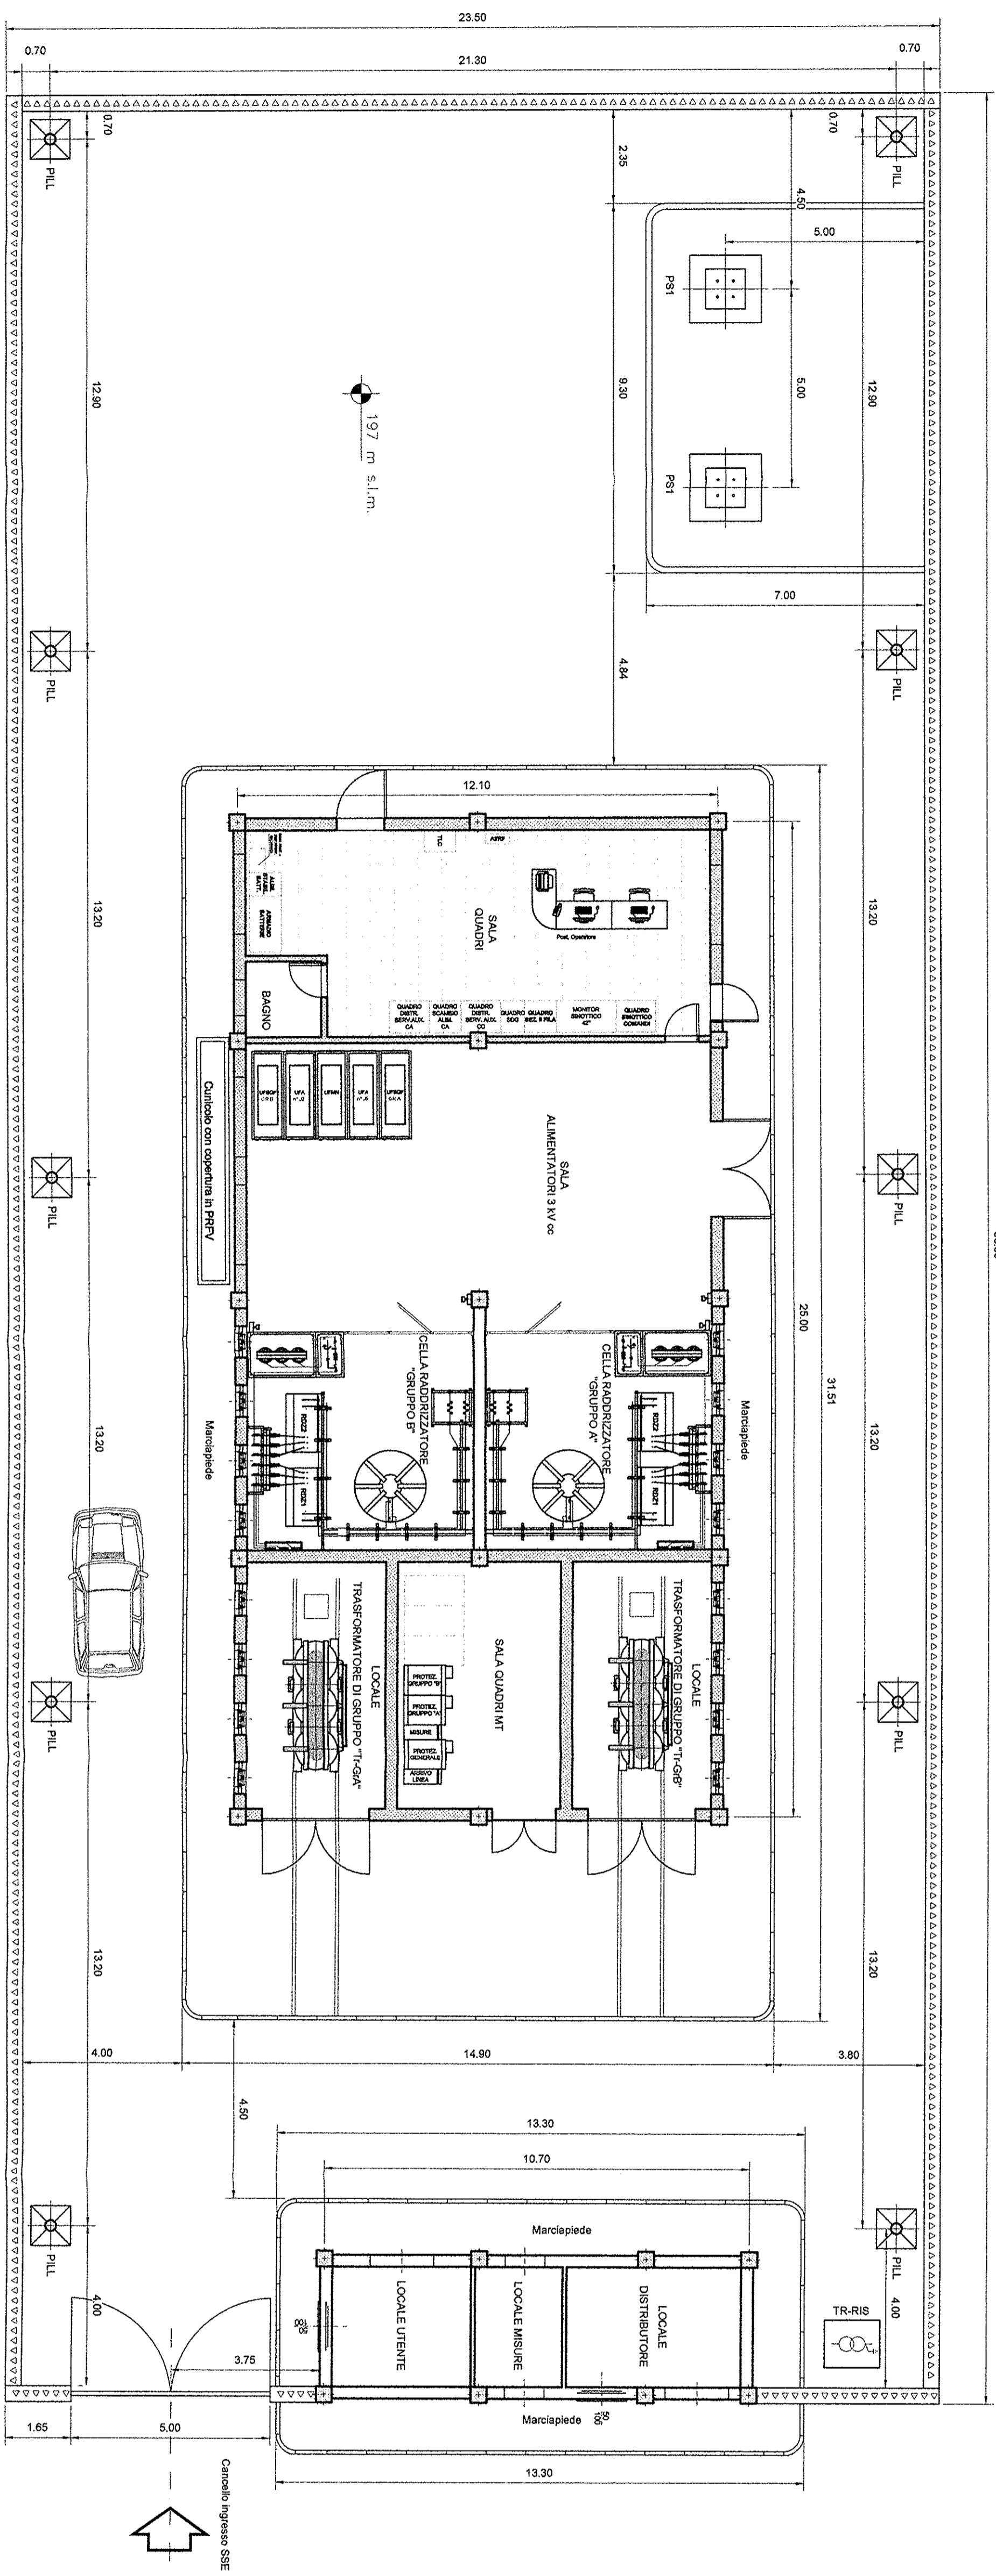 23.50
0.70
0.70
21.30
0.70
0.70
PILL
PILL
2.35
4.50
5.00
PS1
12.90
12.90
9.30
5.00
197 m s.l.m.
PS1
7.00
PILL
PILL
4.84
12.10
TLC
ARMADIO
BATTERIE
SALA
QUADRI
Post. Operatore
13.20
13.20
BAGNO
QUADRO
DISTR.
SERV.AUX.
CA
QUADRO
SCAMBIO
ALIM.
CA
QUADRO
DISTR.
SERV. AUX.
CC
QUADRO
SDG
QUADRO
SEZ. II FILA
MONITOR
SINOTTICO
42"
QUADRO
SINOTTICO
COMANDI
Cunicolo con copertura in PRFV
SALA
ALIMENTATORI 3 kV cc
PILL
PILL
25.00
31.51
CELLA RADDRIZZATORE
"GRUPPO B"
CELLA RADDRIZZATORE
"GRUPPO A"
RDZ2
RDZ1
RDZ2
RDZ1
Marciapiede
Marciapiede
13.20
13.20
LOCALE
TRASFORMATORE DI GRUPPO "Tr-GrA"
SALA QUADRI MT
PROTEZ.
GRUPPO "B"
PROTEZ.
GRUPPO "A"
MISURE
PROTEZ.
GENERALE
ARRIVO
LINEA
LOCALE
TRASFORMATORE DI GRUPPO "Tr-GrB"
PILL
PILL
13.20
13.20
4.00
14.90
3.80
4.50
13.30
10.70
Marciapiede
PILL
PILL
4.00
4.00
TR-RIS
LOCALE UTENTE
LOCALE MISURE
LOCALE
DISTRIBUTORE
3.75
Marciapiede
50
100
1.65
5.00
13.30
Cancello ingresso SSE